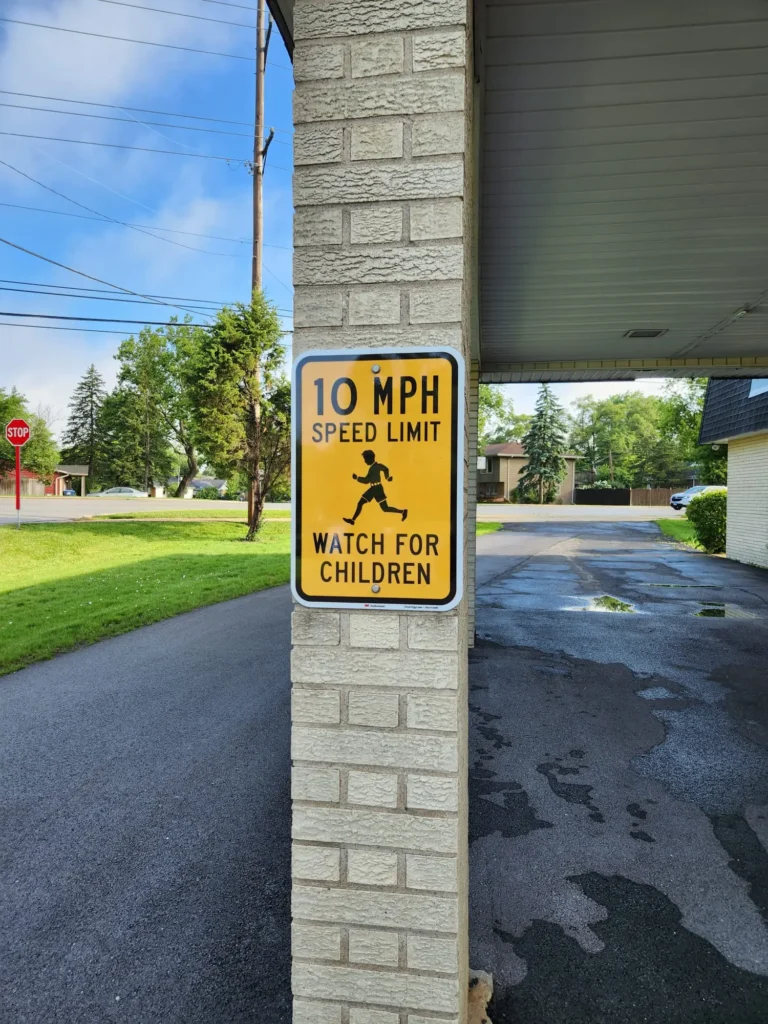 STOP
10 MPH
SPEED LIMIT
WATCH FOR
CHILDREN